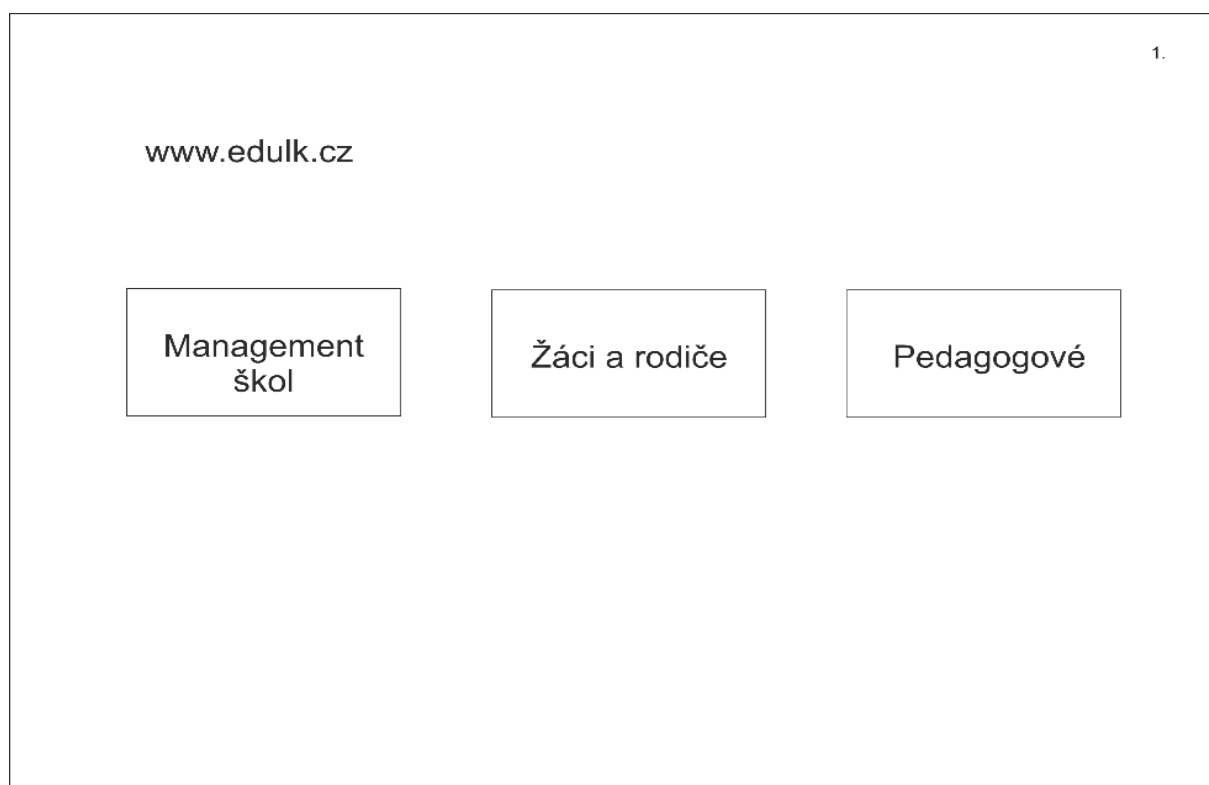 1.
www.edulk.cz
Management
škol
Žáci a rodiče
Pedagogové